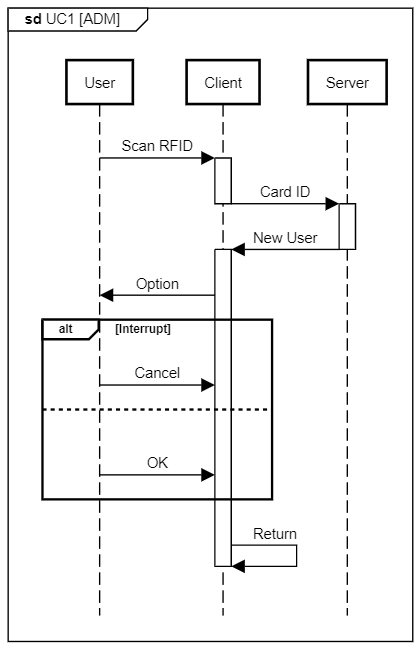 sd UC1 [ADM]
User
Client
Server
Scan RFID
Card ID
New User
Option
alt
[Interrupt]
Cancel
OK
Return